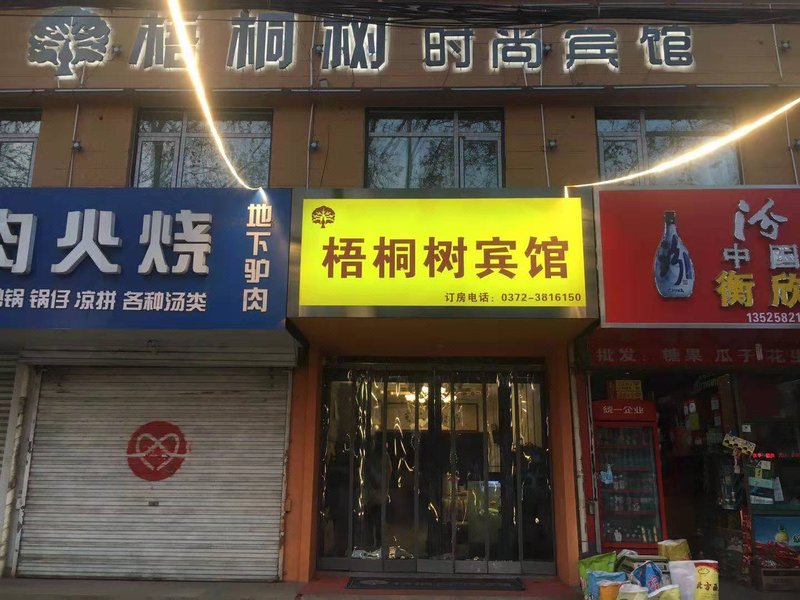 梧桐树 时尚宾馆
肉火烧
地下驴肉
锅 锅仔 凉拼 各种汤类
梧桐树宾馆
订房电话：0372-3816150
汾
中国
衡欣
13525821
批发：糖果 瓜子 花生
统一企业